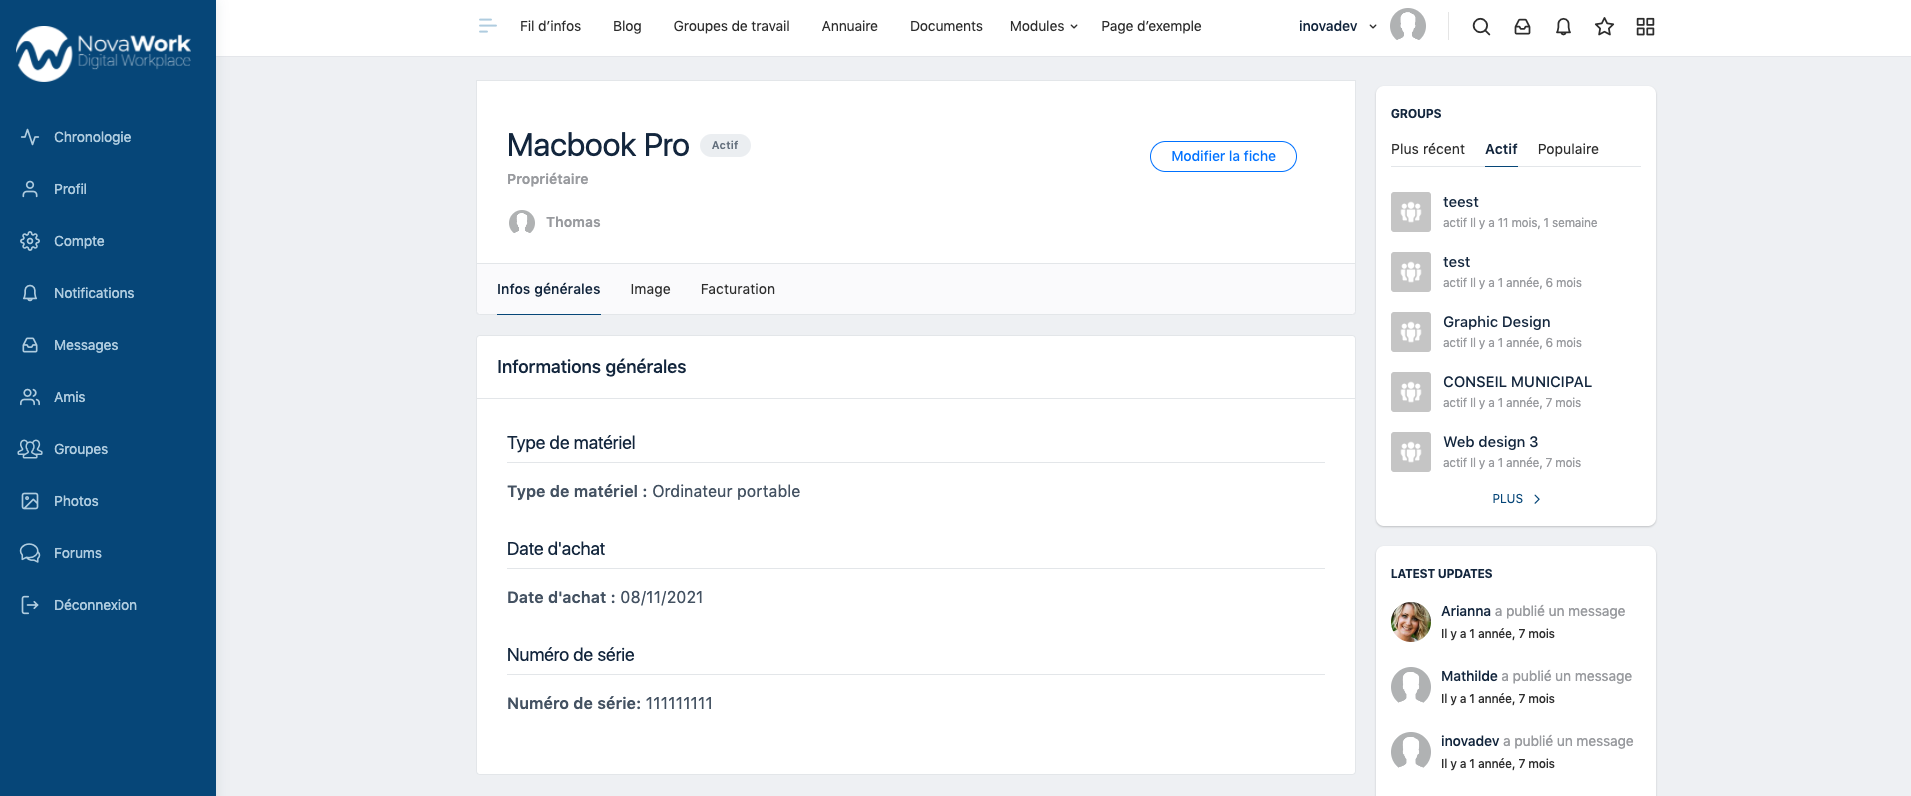 NovaWork
Digital Workplace
Chronologie
Profil
Compte
Notifications
Messages
Amis
Groupes
Photos
Forums
Déconnexion
Fil d’infos
Blog
Groupes de travail
Annuaire
Documents
Modules
Page d’exemple
inovadev
Macbook Pro
Actif
Propriétaire
Thomas
Modifier la fiche
Infos générales
Image
Facturation
Informations générales
Type de matériel
Type de matériel : Ordinateur portable
Date d'achat
Date d'achat : 08/11/2021
Numéro de série
Numéro de série: 111111111
GROUPS
Plus récent
Actif
Populaire
teest
actif Il y a 11 mois, 1 semaine
test
actif Il y a 1 année, 6 mois
Graphic Design
actif Il y a 1 année, 6 mois
CONSEIL MUNICIPAL
actif Il y a 1 année, 7 mois
Web design 3
actif Il y a 1 année, 7 mois
PLUS
LATEST UPDATES
Arianna a publié un message
Il y a 1 année, 7 mois
Mathilde a publié un message
Il y a 1 année, 7 mois
inovadev a publié un message
Il y a 1 année, 7 mois